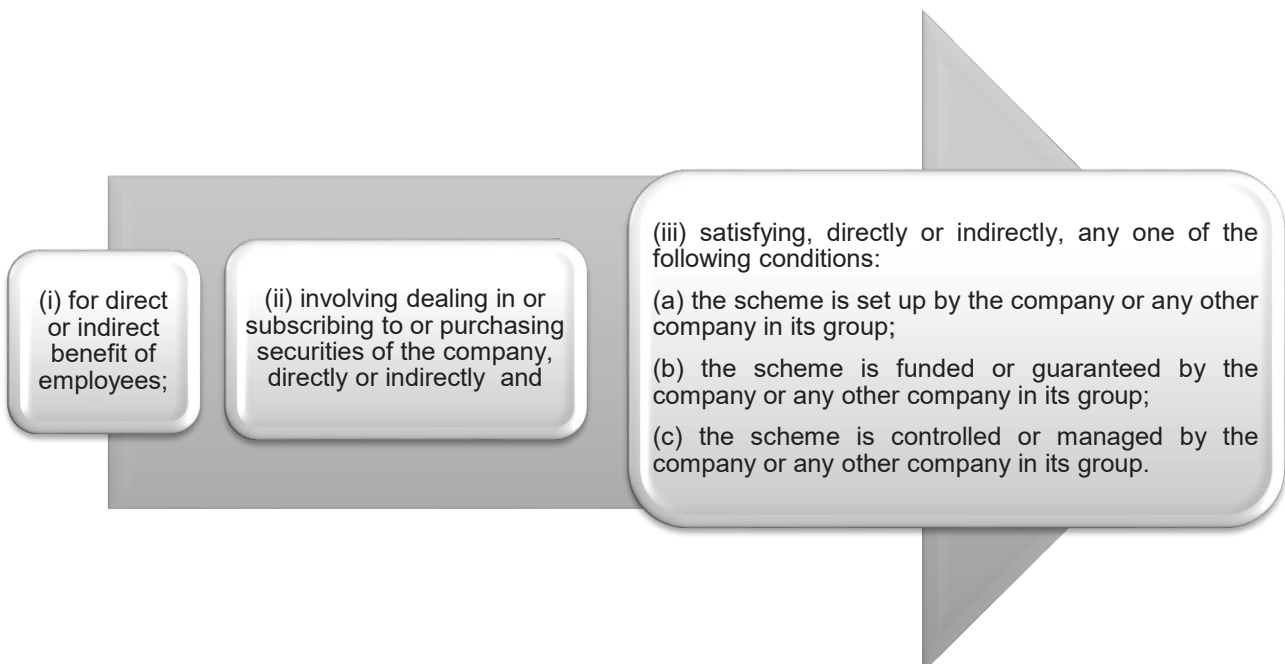 (i) for direct
or indirect
benefit of
employees;
(ii) involving dealing in or
subscribing to or purchasing
securities of the company,
directly or indirectly and
(iii) satisfying, directly or indirectly, any one of the
following conditions:
(a) the scheme is set up by the company or any other
company in its group;
(b) the scheme is funded or guaranteed by the
company or any other company in its group;
(c) the scheme is controlled or managed by the
company or any other company in its group.